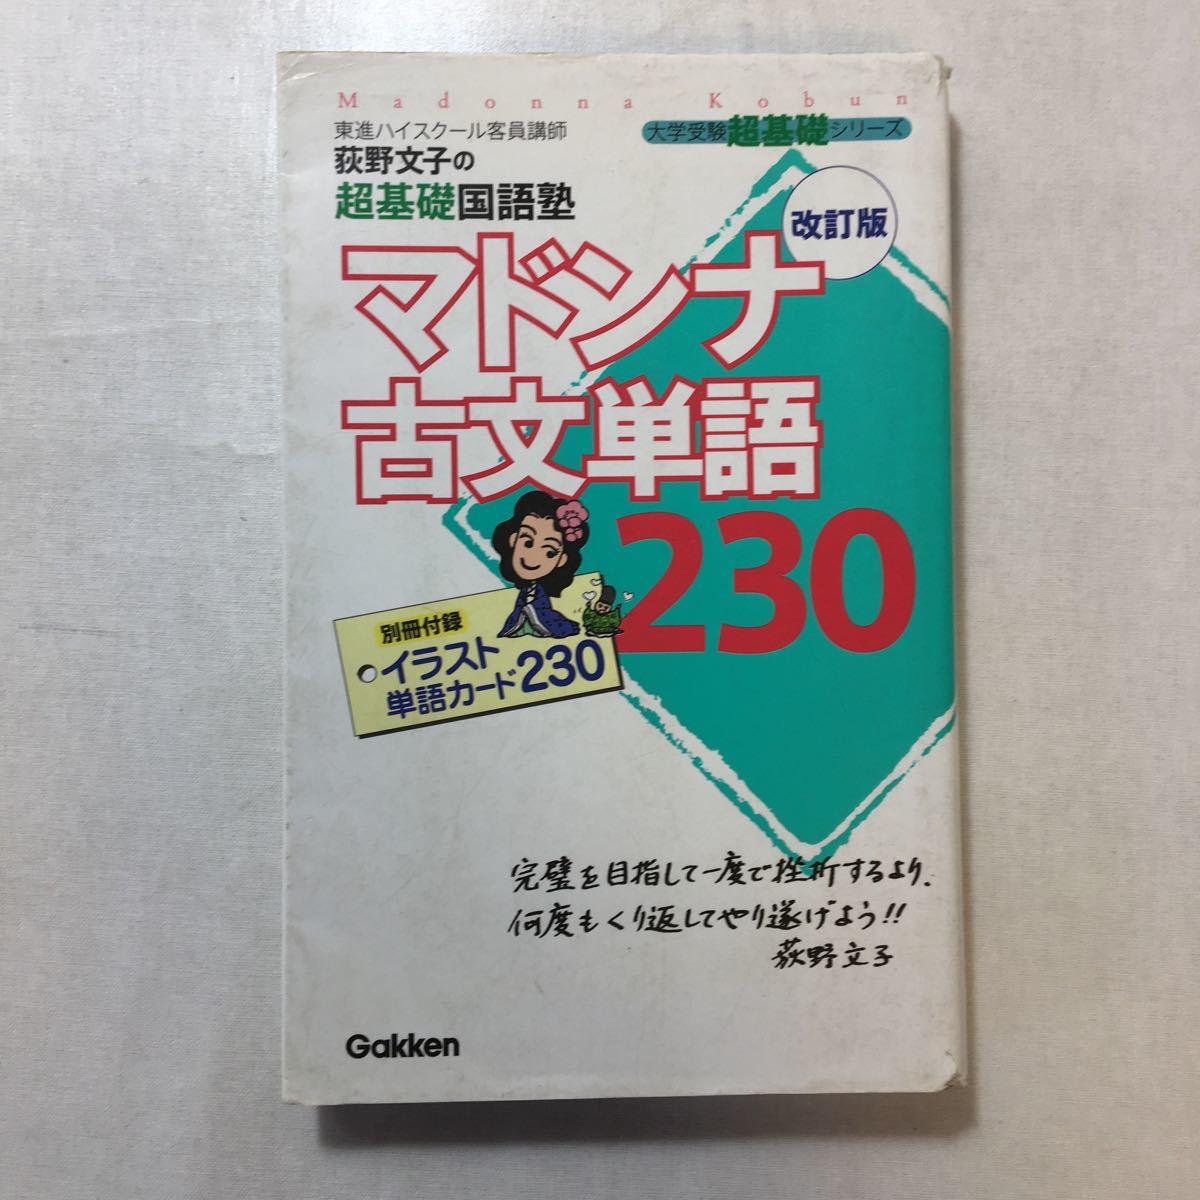 Madonna Kobun
東進ハイスクール客員講師
大学受験超基礎シリーズ
荻野文子の
超基礎国語塾
改訂版
マドンナ
古文単語
230
別冊付録
イラスト
単語カード230
完璧を目指して一度で挫折するより、
何度もくり返してやり遂げよう!!
荻野文子
Gakken